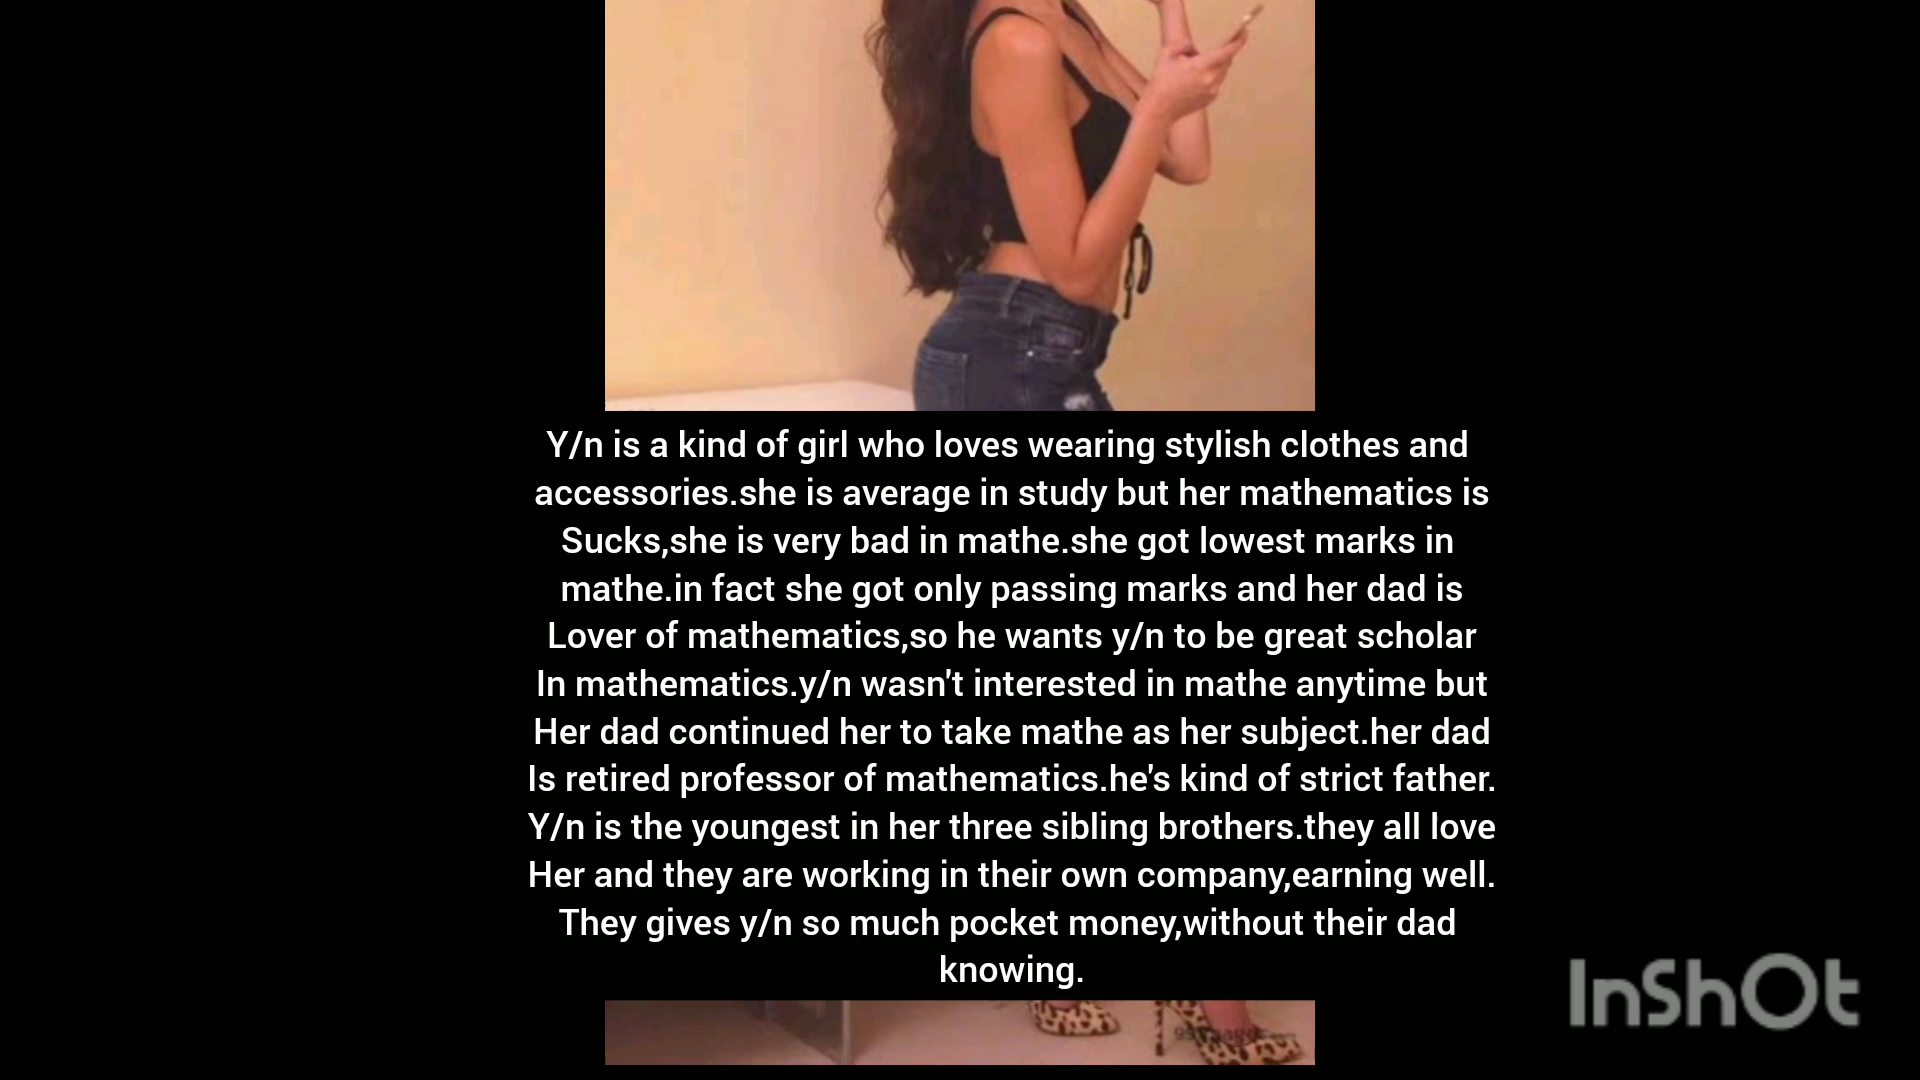 Y/n is a kind of girl who loves wearing stylish clothes and
accessories.she is average in study but her mathematics is
Sucks,she is very bad in mathe.she got lowest marks in
mathe.in fact she got only passing marks and her dad is
Lover of mathematics,so he wants y/n to be great scholar
In mathematics.y/n wasn't interested in mathe anytime but
Her dad continued her to take mathe as her subject.her dad
Is retired professor of mathematics.he's kind of strict father.
Y/n is the youngest in her three sibling brothers.they all love
Her and they are working in their own company,earning well.
They gives y/n so much pocket money,without their dad
knowing.
InShOt